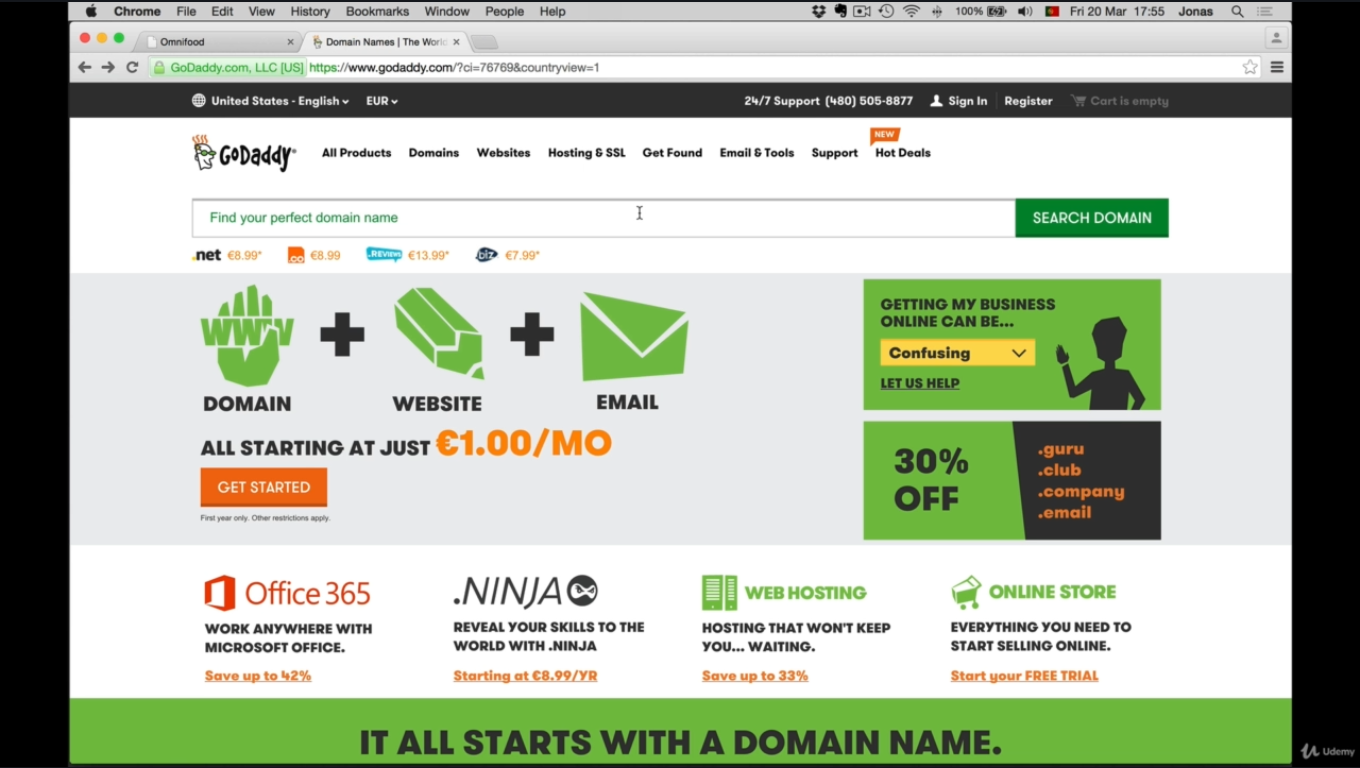 Chrome File Edit View History Bookmarks Window People Help 100% Fri 20 Mar 17:55 Jonas
Omnifood Domain Names | The World
GoDaddy.com, LLC [US] https://www.godaddy.com/?ci=76769&countryview=1
United States - English EUR 24/7 Support (480) 505-8877 Sign In Register Cart is empty
NEW
GoDaddy All Products Domains Websites Hosting & SSL Get Found Email & Tools Support Hot Deals
Find your perfect domain name SEARCH DOMAIN
.net €8.99* .co €8.99 .REVIEWS €13.99* .biz €7.99*
WWW
DOMAIN WEBSITE EMAIL
ALL STARTING AT JUST €1.00/MO
GET STARTED
First year only. Other restrictions apply.
GETTING MY BUSINESS
ONLINE CAN BE...
Confusing
LET US HELP
30%
OFF
.guru
.club
.company
.email
Office 365
WORK ANYWHERE WITH
MICROSOFT OFFICE.
Save up to 42%
.NINJA
REVEAL YOUR SKILLS TO THE
WORLD WITH .NINJA
Starting at €8.99/YR
WEB HOSTING
HOSTING THAT WON'T KEEP
YOU... WAITING.
Save up to 33%
ONLINE STORE
EVERYTHING YOU NEED TO
START SELLING ONLINE.
Start your FREE TRIAL
IT ALL STARTS WITH A DOMAIN NAME.
Udemy